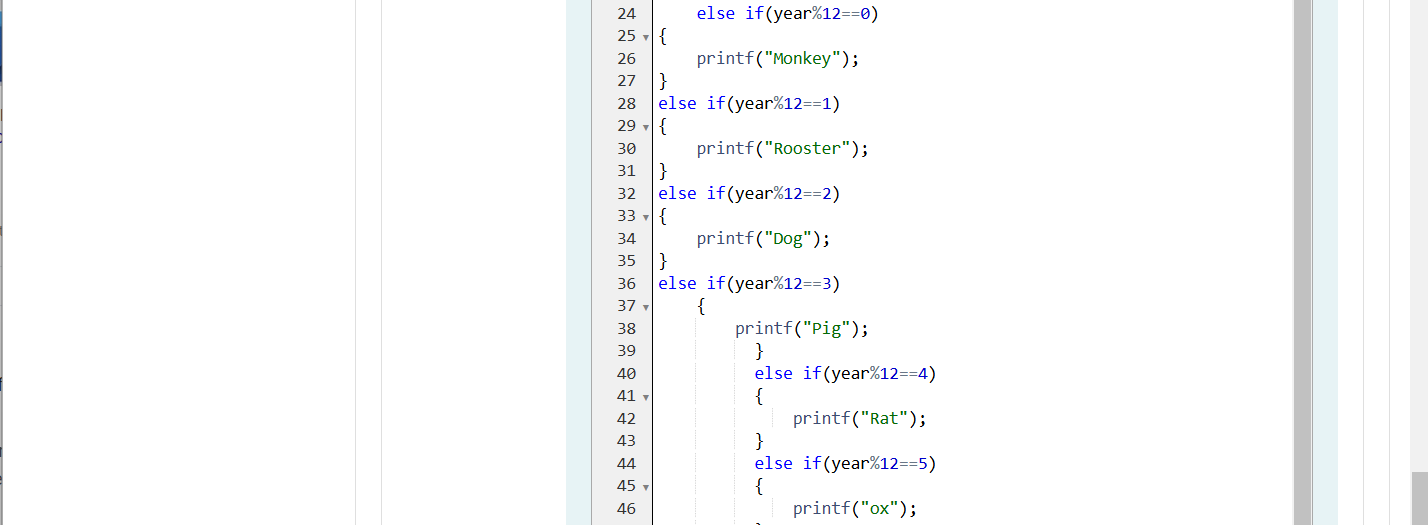 24 else if(year%12==0)
25 {
26 printf("Monkey");
27 }
28 else if(year%12==1)
29 {
30 printf("Rooster");
31 }
32 else if(year%12==2)
33 {
34 printf("Dog");
35 }
36 else if(year%12==3)
37 {
38 printf("Pig");
39 }
40 else if(year%12==4)
41 {
42 printf("Rat");
43 }
44 else if(year%12==5)
45 {
46 printf("ox");